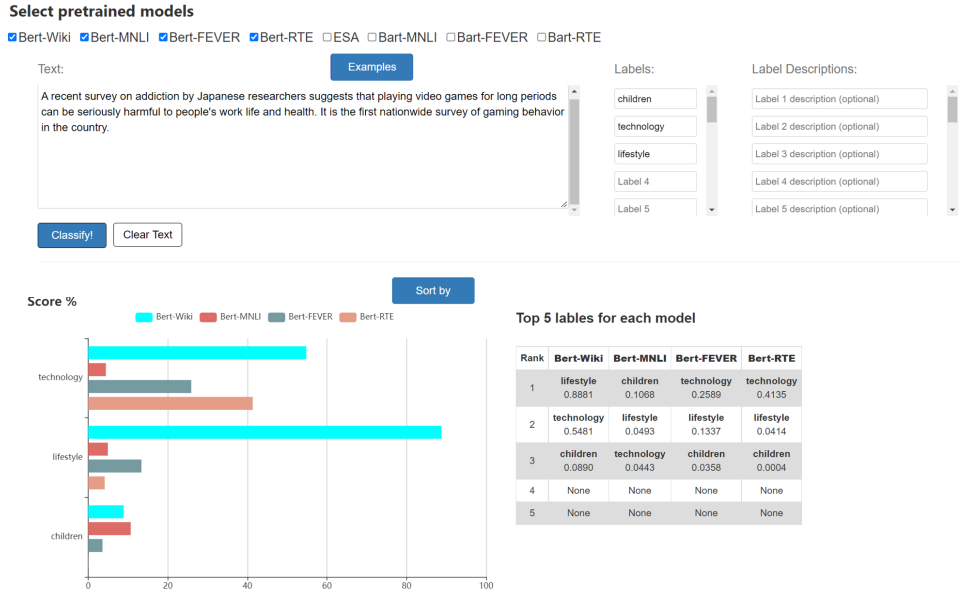 Select pretrained models
Bert-Wiki Bert-MNLI Bert-FEVER Bert-RTE ESA Bart-MNLI Bart-FEVER Bart-RTE
Text: Examples Labels: Label Descriptions:
A recent survey on addiction by Japanese researchers suggests that playing video games for long periods
can be seriously harmful to people's work life and health. It is the first nationwide survey of gaming behavior
in the country.
children Label 1 description (optional)
technology Label 2 description (optional)
lifestyle Label 3 description (optional)
Label 4 Label 4 description (optional)
Label 5 Label 5 description (optional)
Classify! Clear Text
Sort by
Score %
Bert-Wiki Bert-MNLI Bert-FEVER Bert-RTE
technology
lifestyle
children
0 20 40 60 80 100
Top 5 lables for each model
Rank Bert-Wiki Bert-MNLI Bert-FEVER Bert-RTE
1 lifestyle children technology technology
0.8881 0.1068 0.2589 0.4135
2 technology lifestyle lifestyle lifestyle
0.5481 0.0493 0.1337 0.0414
3 children technology children children
0.0890 0.0443 0.0358 0.0004
4 None None None None
5 None None None None